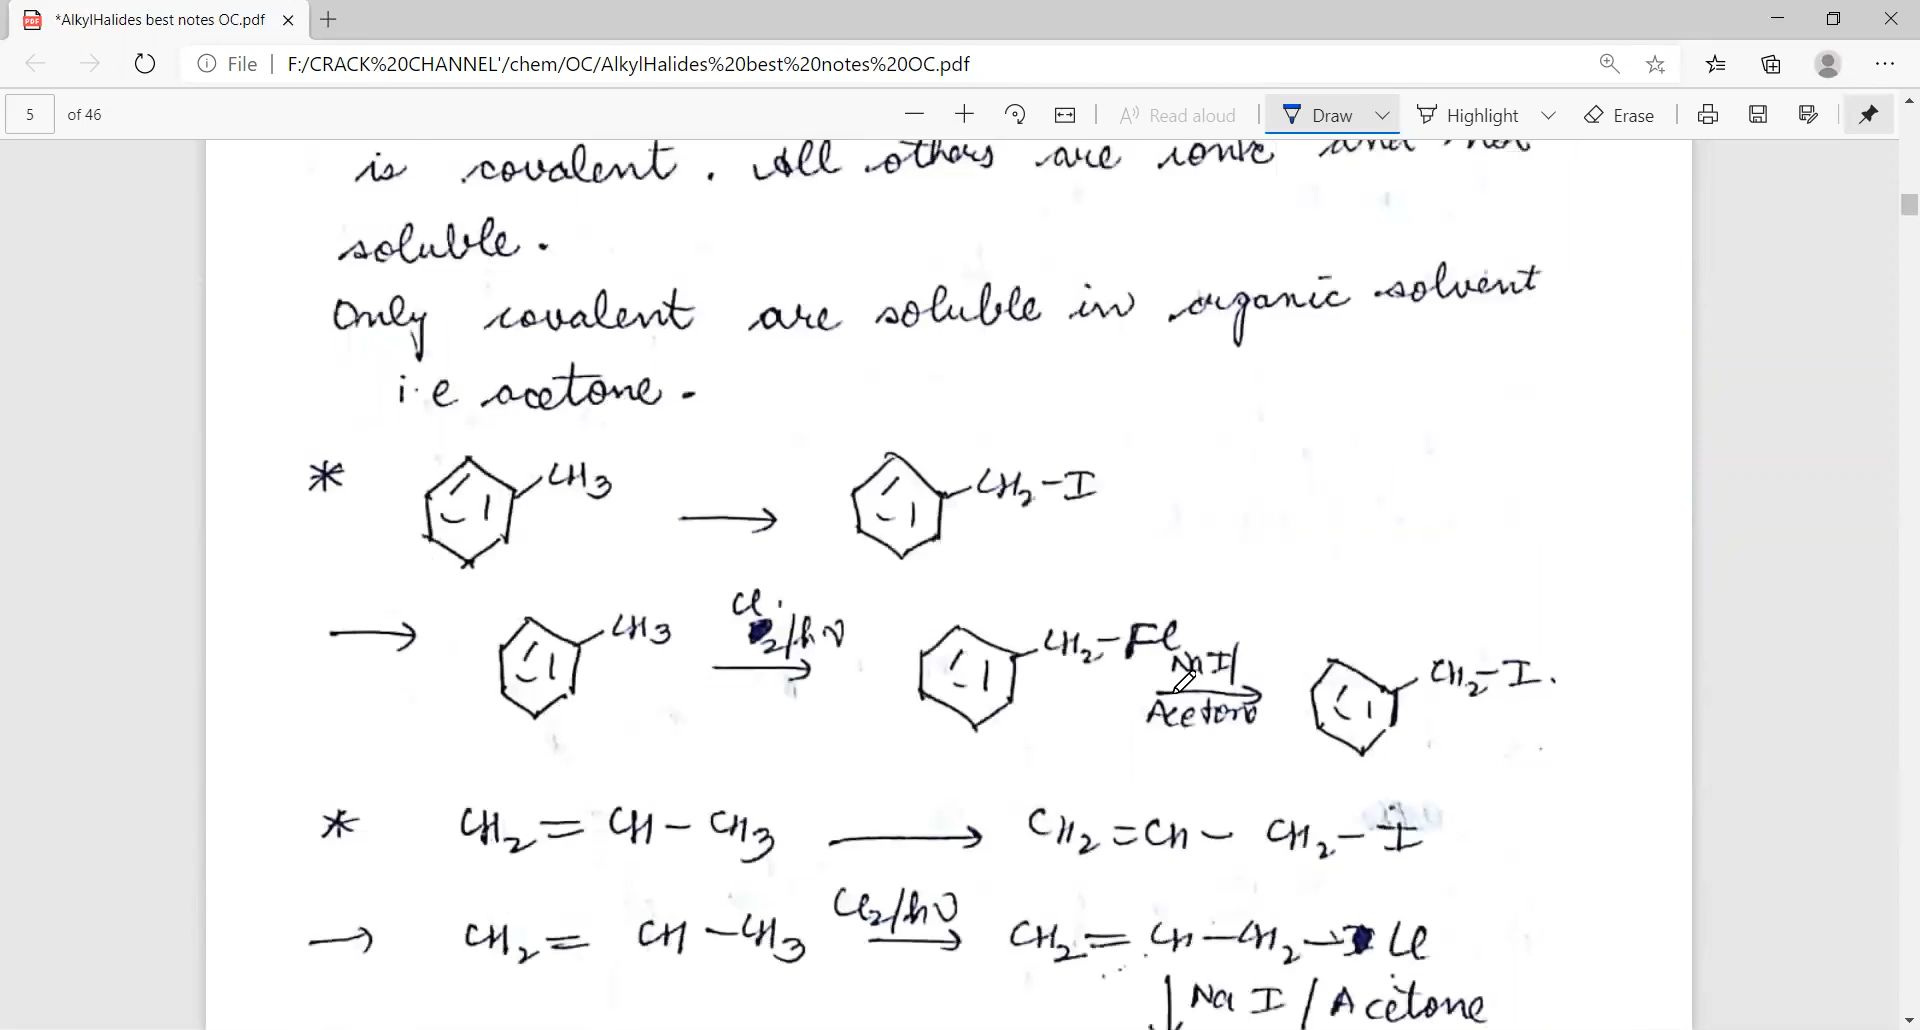 *AlkylHalides best notes OC.pdf
File F:/CRACK%20CHANNEL'/chem/OC/AlkylHalides%20best%20notes%20OC.pdf
5 of 46 Read aloud Draw Highlight Erase
is covalent. All others are ionic and not
soluble.
Only covalent are soluble in organic solvent
i.e acetone.
* CH3 → CH2-I
→ CH3 Cl2/hν CH2-Cl NaI/Acetone CH2-I.
* CH2=CH-CH3 → CH2=CH-CH2-I
→ CH2=CH-CH3 Cl2/hν → CH2=CH-CH2-Cl
↓ NaI/Acetone